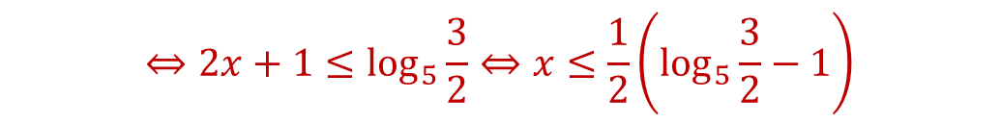 ⇔ 2x + 1 ≤ log₅ 3/2 ⇔ x ≤ 1/2 (log₅ 3/2 − 1)